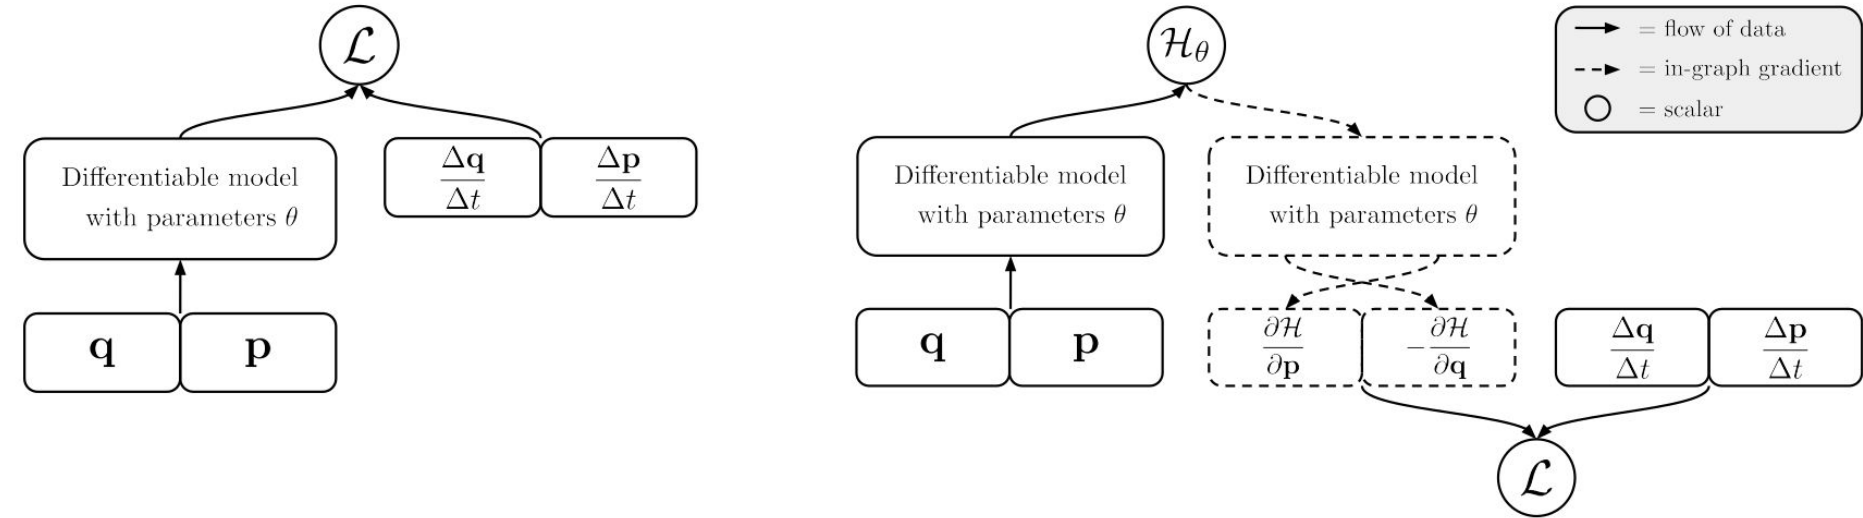 ℒ
Differentiable model
with parameters θ
Δq/Δt Δp/Δt
q p
ℋθ
Differentiable model
with parameters θ
Differentiable model
with parameters θ
q p
∂ℋ/∂p −∂ℋ/∂q
Δq/Δt Δp/Δt
ℒ
= flow of data
= in-graph gradient
= scalar